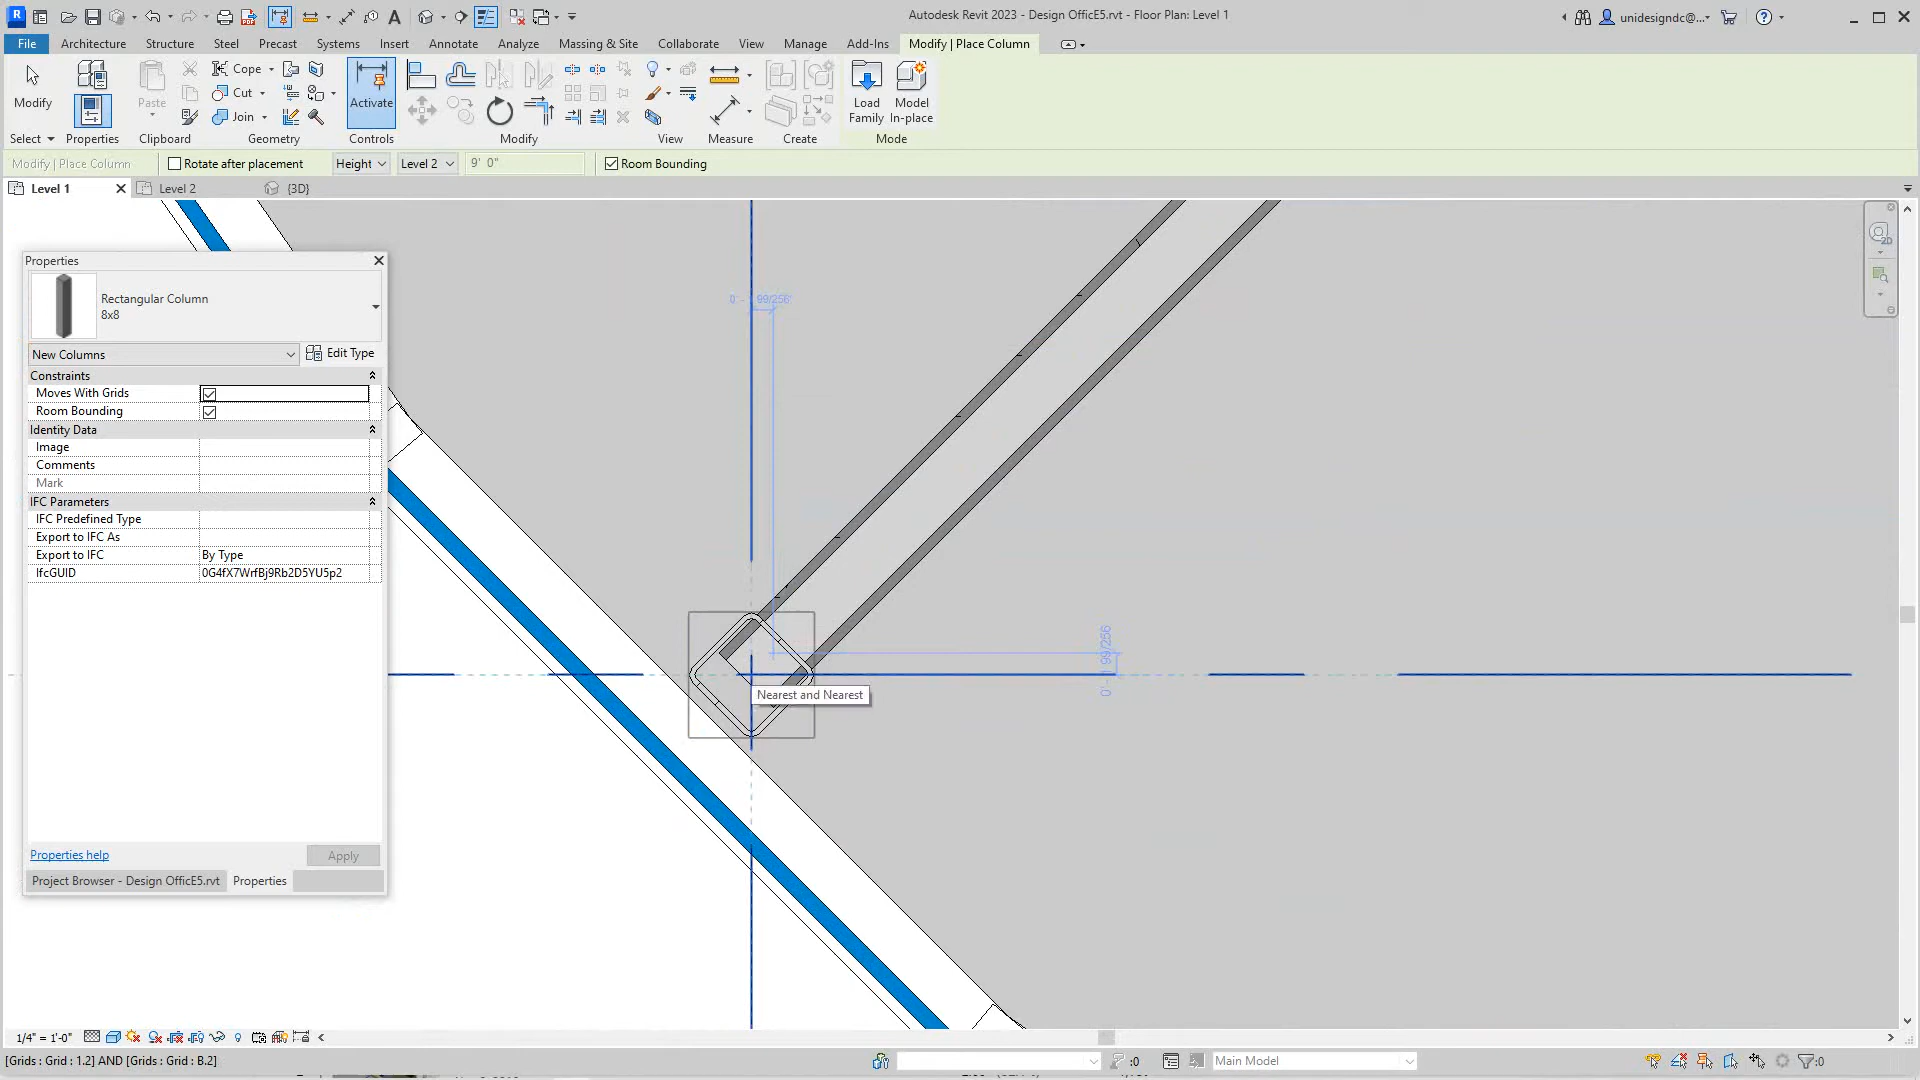 Autodesk Revit 2023 - Design OfficE5.rvt - Floor Plan: Level 1
unidesigndc@...
File Architecture Structure Steel Precast Systems Insert Annotate Analyze Massing & Site Collaborate View Manage Add-Ins Modify | Place Column
Modify
Paste
Cope
Cut
Join
Activate
Load Family
Model In-place
Select Properties Clipboard Geometry Controls Modify View Measure Create Mode
Modify | Place Column Rotate after placement Height Level 2 9' 0" Room Bounding
Level 1 Level 2 {3D}
Properties
Rectangular Column
8x8
New Columns Edit Type
Constraints
Moves With Grids
Room Bounding
Identity Data
Image
Comments
Mark
IFC Parameters
IFC Predefined Type
Export to IFC As
Export to IFC By Type
IfcGUID 0G4fX7WrfBj9Rb2D5YU5p2
Properties help Apply
Project Browser - Design OfficE5.rvt Properties
Nearest and Nearest
1/4" = 1'-0"
[Grids : Grid : 1.2] AND [Grids : Grid : B.2]
:0
Main Model
:0